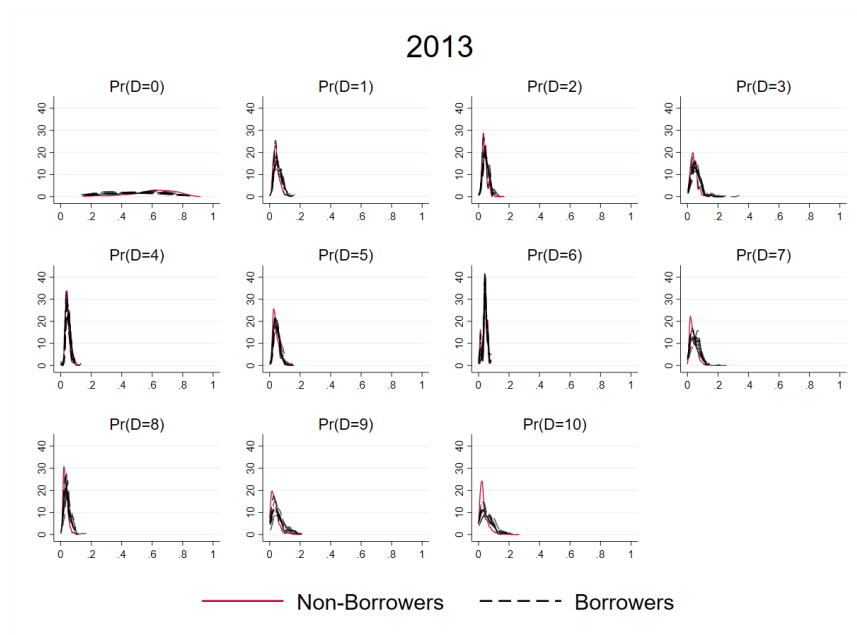 2013
Pr(D=0) Pr(D=1) Pr(D=2) Pr(D=3)
40 40 40 40
30 30 30 30
20 20 20 20
10 10 10 10
0 0 0 0
0 .2 .4 .6 .8 1 0 .2 .4 .6 .8 1 0 .2 .4 .6 .8 1 0 .2 .4 .6 .8 1
Pr(D=4) Pr(D=5) Pr(D=6) Pr(D=7)
40 40 40 40
30 30 30 30
20 20 20 20
10 10 10 10
0 0 0 0
0 .2 .4 .6 .8 1 0 .2 .4 .6 .8 1 0 .2 .4 .6 .8 1 0 .2 .4 .6 .8 1
Pr(D=8) Pr(D=9) Pr(D=10)
40 40 40
30 30 30
20 20 20
10 10 10
0 0 0
0 .2 .4 .6 .8 1 0 .2 .4 .6 .8 1 0 .2 .4 .6 .8 1
Non-Borrowers Borrowers